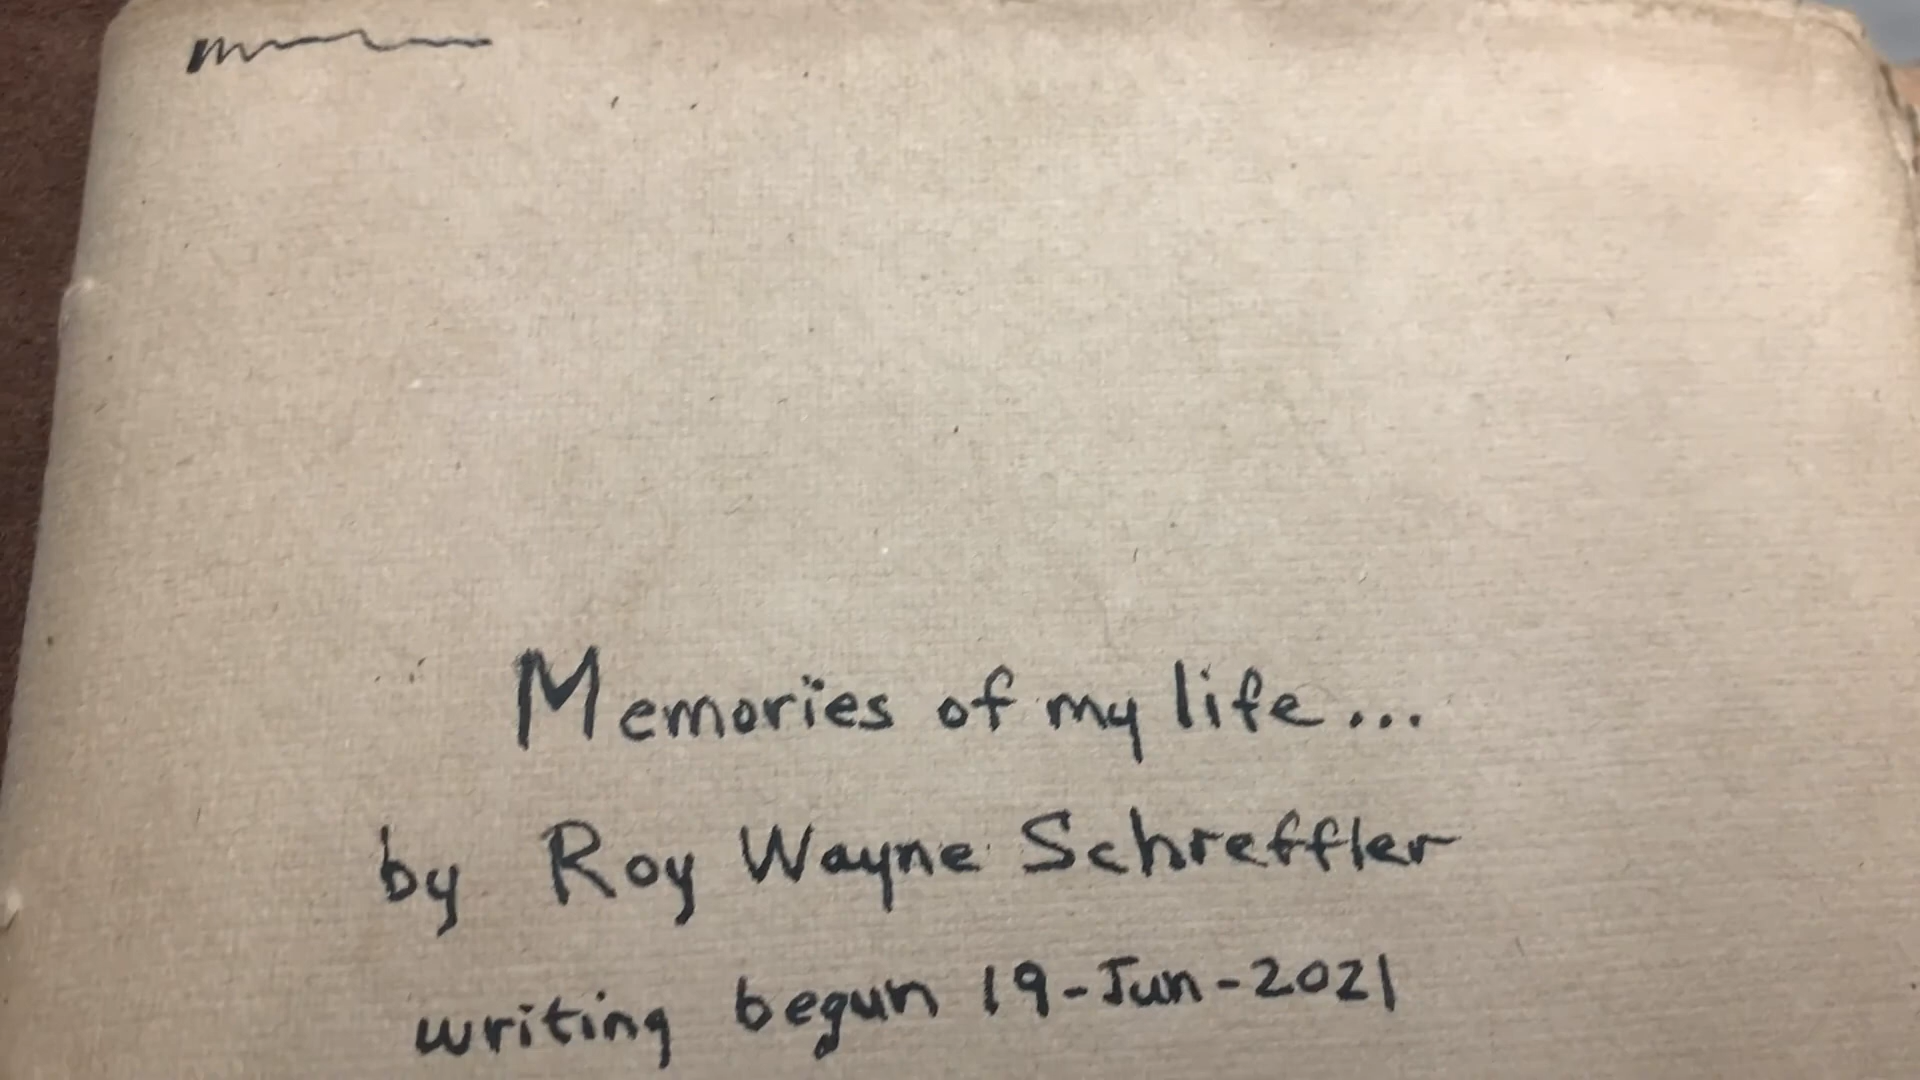 Memories of my life...
by Roy Wayne Schreffler
writing begun 19-Jun-2021